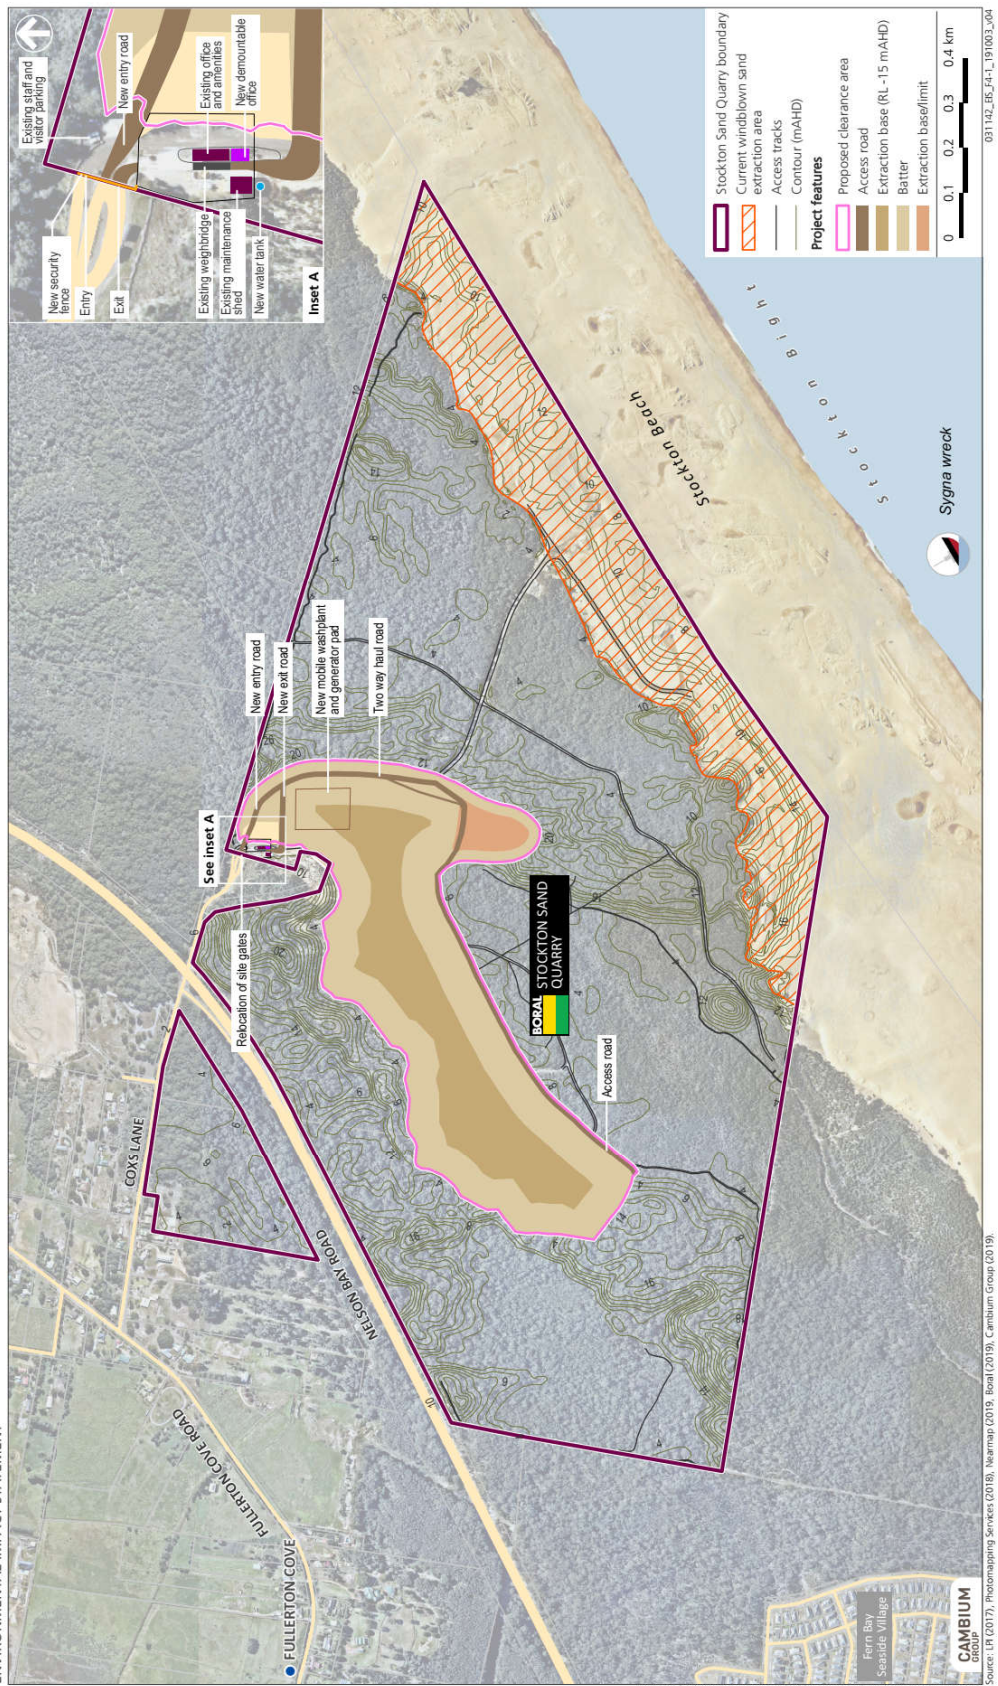 Existing staff and
visitor parking
New entry road
New security
fence
Entry
Exit
Existing office
and amenities
New demountable
office
Existing weighbridge
Existing maintenance
shed
New water tank
Inset A
Stockton Sand Quarry boundary
Current windblown sand
extraction area
Access tracks
Contour (mAHD)
Project features
Proposed clearance area
Access road
Extraction base (RL -15 mAHD)
Batter
Extraction base/limit
0 0.1 0.2 0.3 0.4 km
031142_EIS_F4-1_191003_v04
Stockton Bight
Stockton Beach
Sygna wreck
New entry road
New exit road
New mobile washplant
and generator pad
Two way haul road
See inset A
Relocation of site gates
BORAL
STOCKTON SAND
QUARRY
Access road
COXS LANE
NELSON BAY ROAD
FULLERTON COVE ROAD
FULLERTON COVE
Fern Bay
Seaside Village
CAMBIUM
GROUP
Source: LPI (2017), Photomapping Services (2018), Nearmap (2019, Boral (2019), Cambium Group (2019).